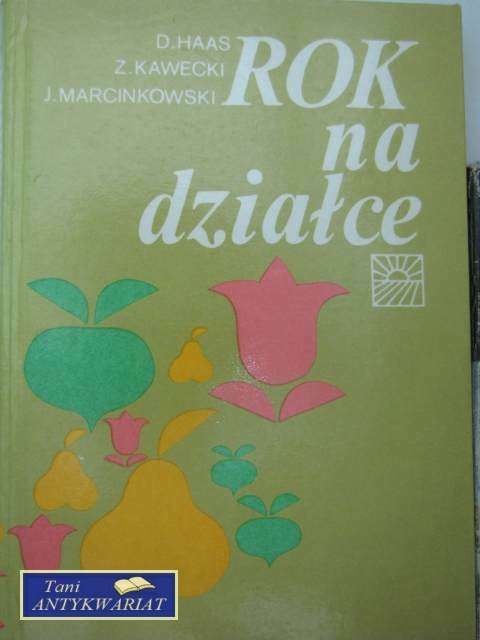 D. HAAS
Z. KAWECKI
J. MARCINKOWSKI
ROK
na
działce
Tani
ANTYKWARIAT